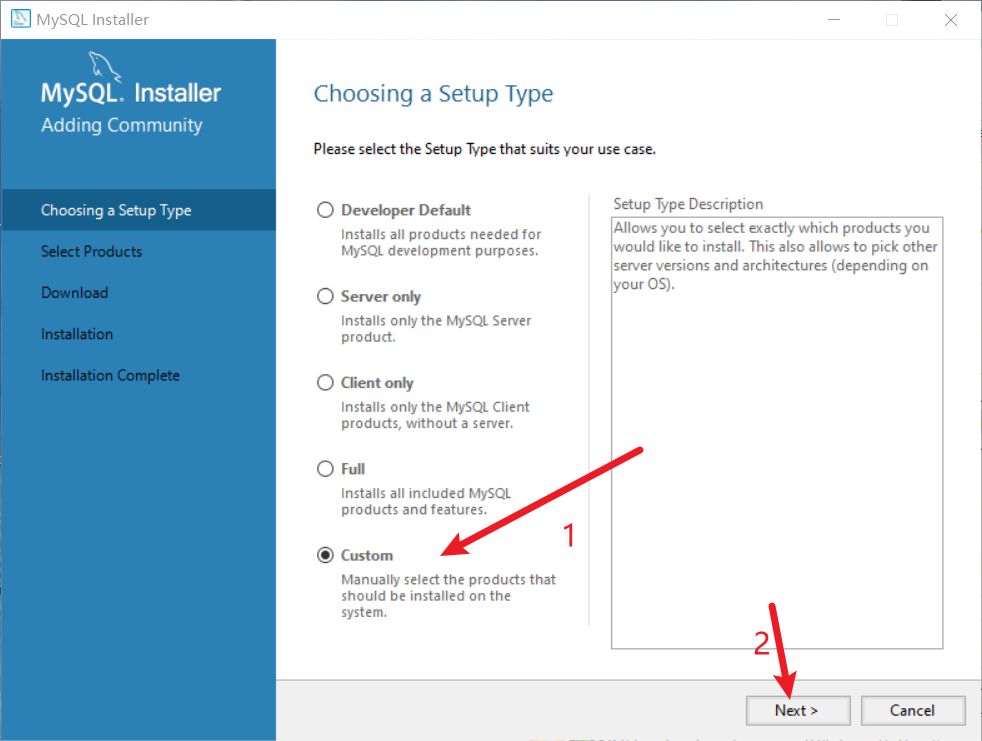 MySQL Installer
MySQL. Installer
Adding Community
Choosing a Setup Type
Select Products
Download
Installation
Installation Complete
Choosing a Setup Type
Please select the Setup Type that suits your use case.
Developer Default
Installs all products needed for
MySQL development purposes.
Server only
Installs only the MySQL Server
product.
Client only
Installs only the MySQL Client
products, without a server.
Full
Installs all included MySQL
products and features.
Custom
Manually select the products that
should be installed on the
system.
Setup Type Description
Allows you to select exactly which products you
would like to install. This also allows to pick other
server versions and architectures (depending on
your OS).
1
2
Next >
Cancel